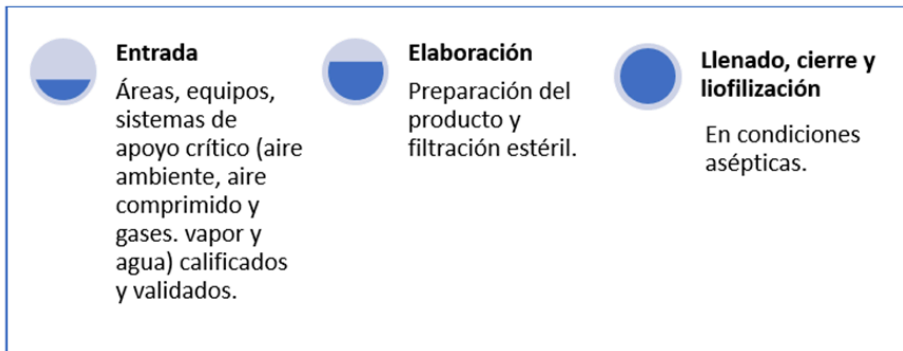 Entrada
Áreas, equipos,
sistemas de
apoyo crítico (aire
ambiente, aire
comprimido y
gases. vapor y
agua) calificados
y validados.
Elaboración
Preparación del
producto y
filtración estéril.
Llenado, cierre y
liofilización
En condiciones
asépticas.